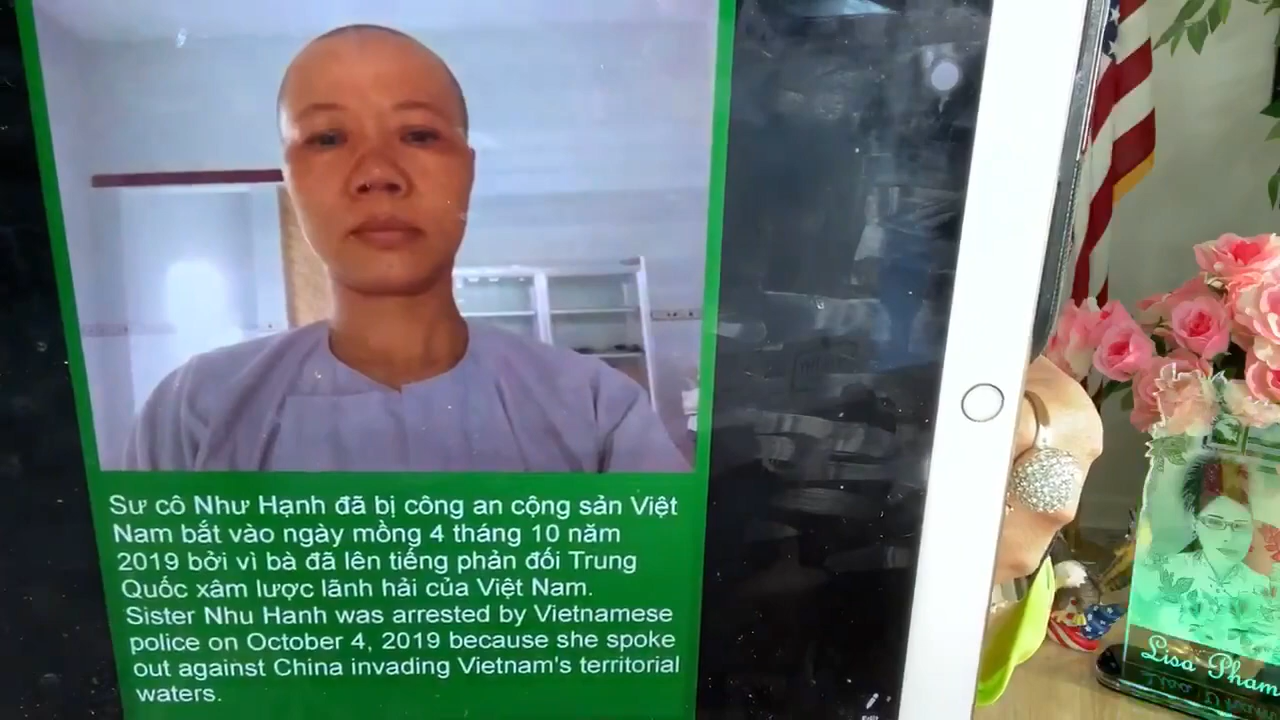 Sư cô Như Hạnh đã bị công an cộng sản Việt
Nam bắt vào ngày mồng 4 tháng 10 năm
2019 bởi vì bà đã lên tiếng phản đối Trung
Quốc xâm lược lãnh hải của Việt Nam.
Sister Nhu Hanh was arrested by Vietnamese
police on October 4, 2019 because she spoke
out against China invading Vietnam's territorial
waters.
Lisa Pham